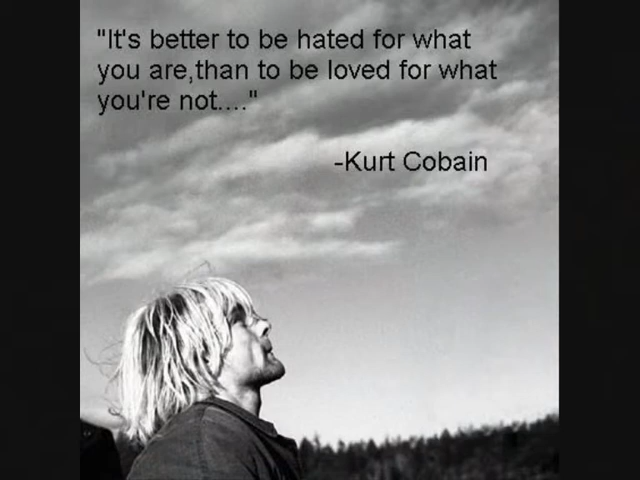 "It's better to be hated for what
you are,than to be loved for what
you're not...."
-Kurt Cobain